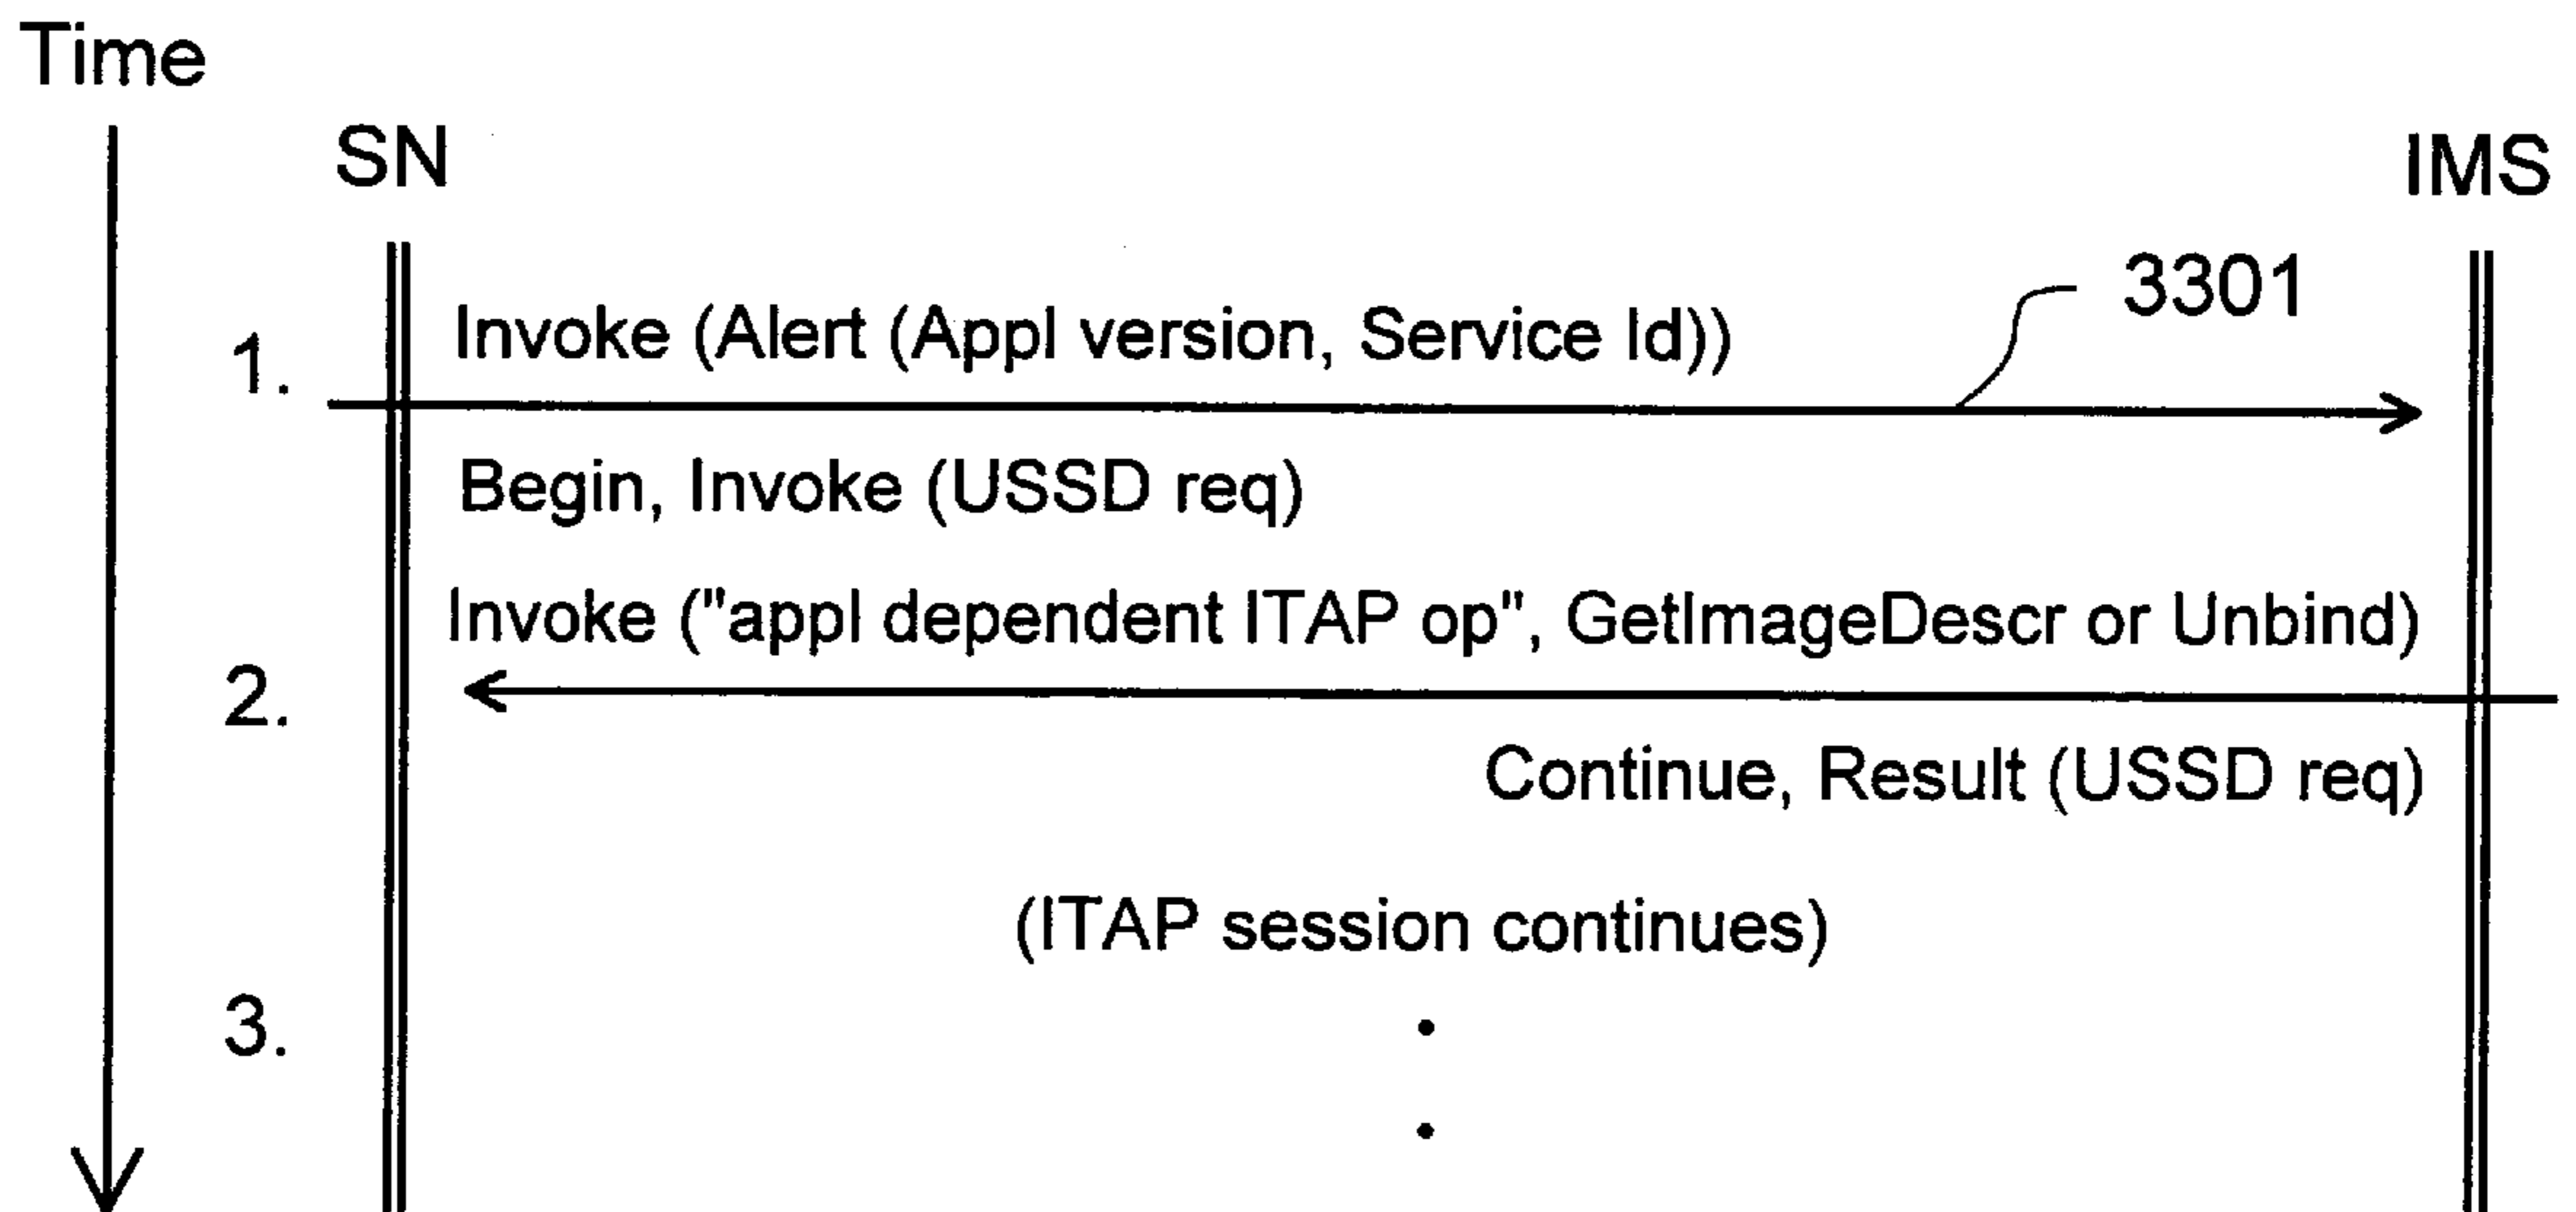 Time
SN
IMS
3301
1.
Invoke (Alert (Appl version, Service Id))
Begin, Invoke (USSD req)
Invoke ("appl dependent ITAP op", GetImageDescr or Unbind)
2.
Continue, Result (USSD req)
(ITAP session continues)
3.